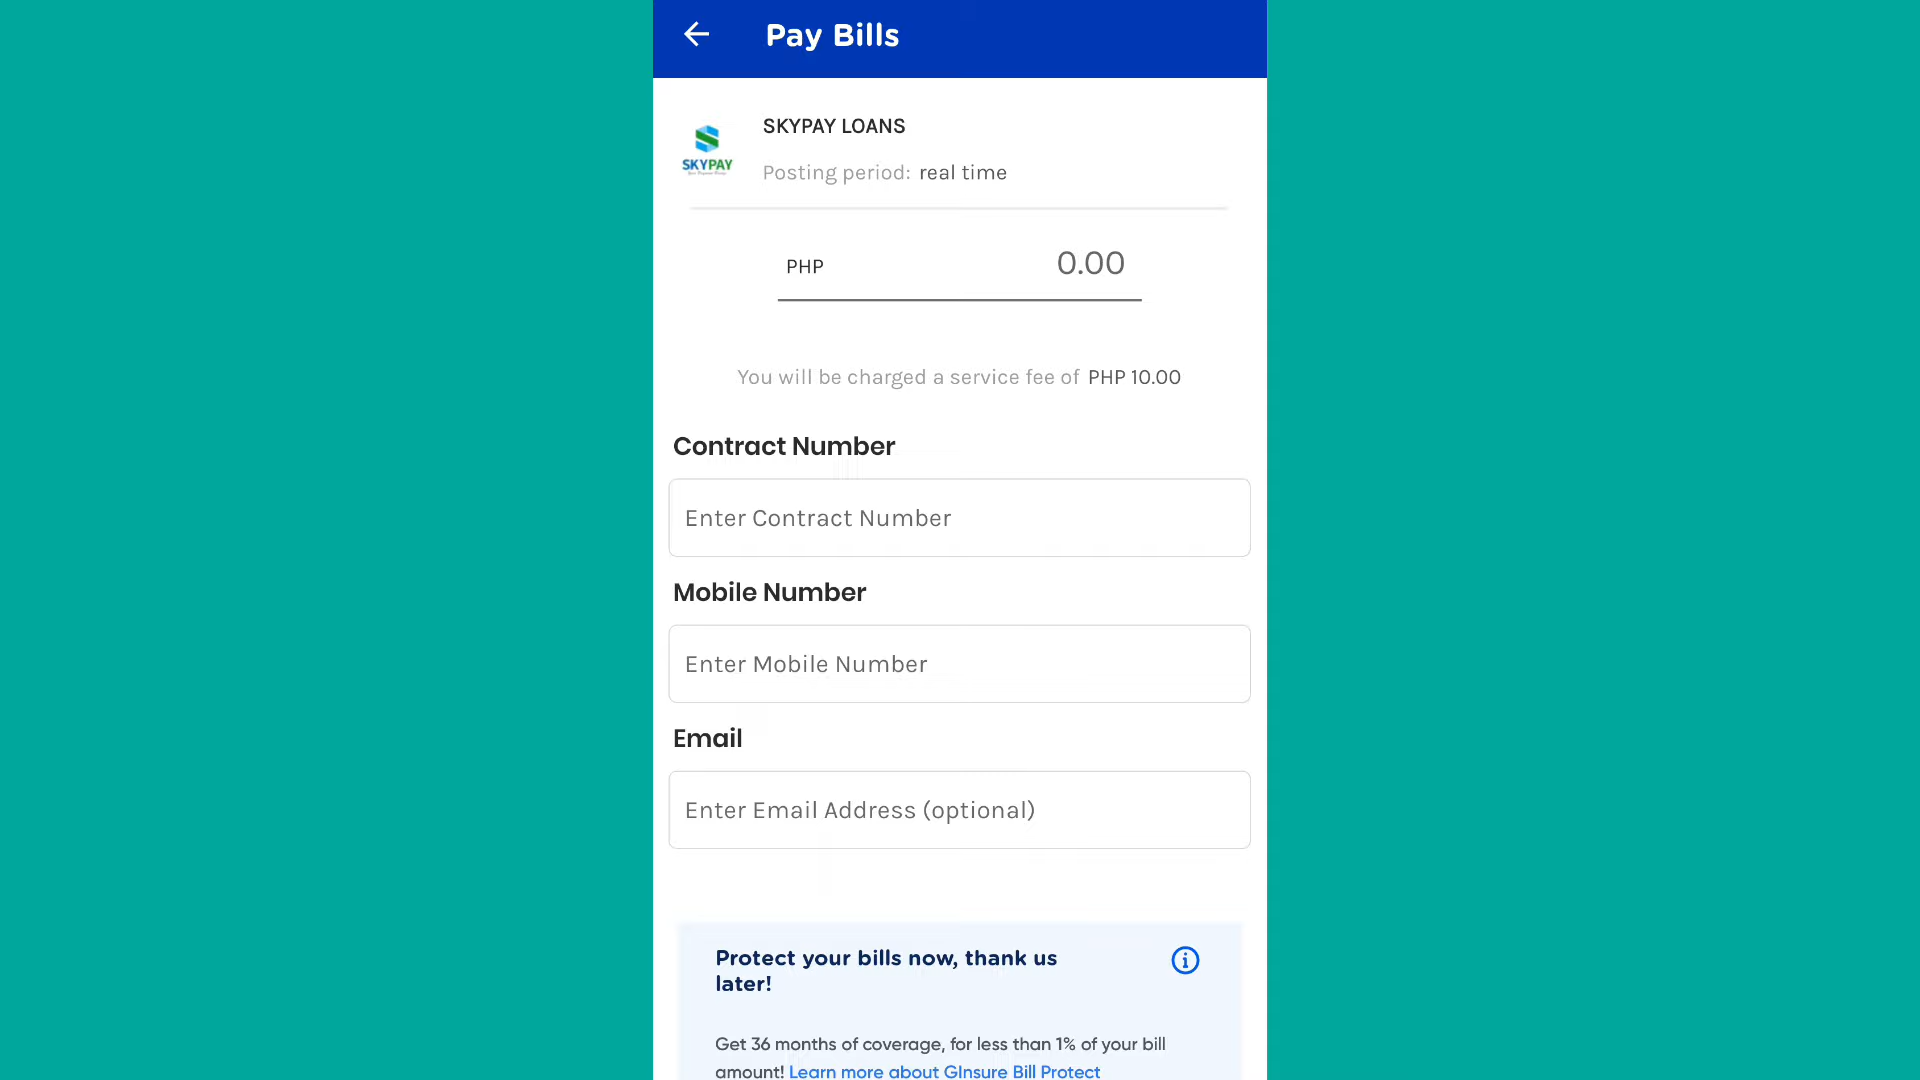 Pay Bills
SKYPAY LOANS
SKYPAY
Posting period: real time
PHP 0.00
You will be charged a service fee of PHP 10.00
Contract Number
Enter Contract Number
Mobile Number
Enter Mobile Number
Email
Enter Email Address (optional)
Protect your bills now, thank us
later!
Get 36 months of coverage, for less than 1% of your bill
amount! Learn more about GInsure Bill Protect